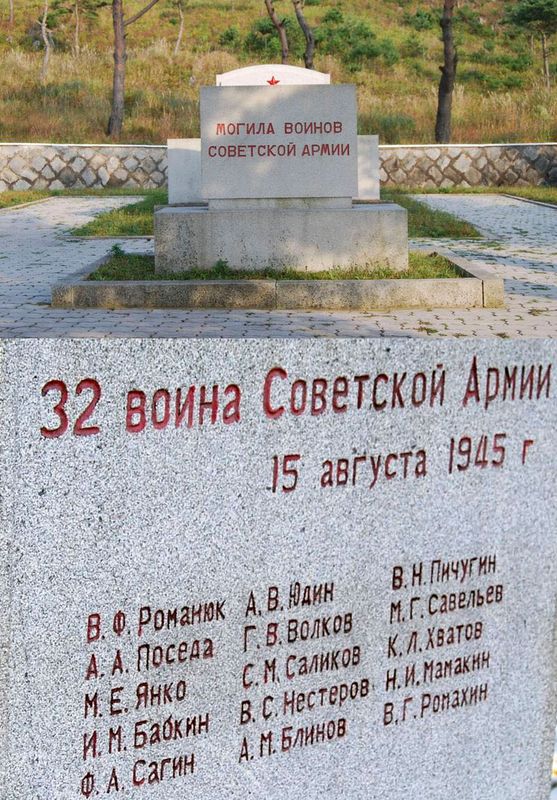 МОГИЛА ВОИНОВ
СОВЕТСКОЙ АРМИИ
32 воина Советской Армии
15 августа 1945 г
В. Ф. Романюк
А. А. Поседа
М. Е. Янко
И. М. Бабкин
Ф. А. Сагин
А. В. Юдин
Г. В. Волков
С. М. Саликов
В. С. Нестеров
А. М. Блинов
В. Н. Пичугин
М. Г. Савельев
К. Л. Хватов
Н. И. Мамакин
В. Г. Ромахин